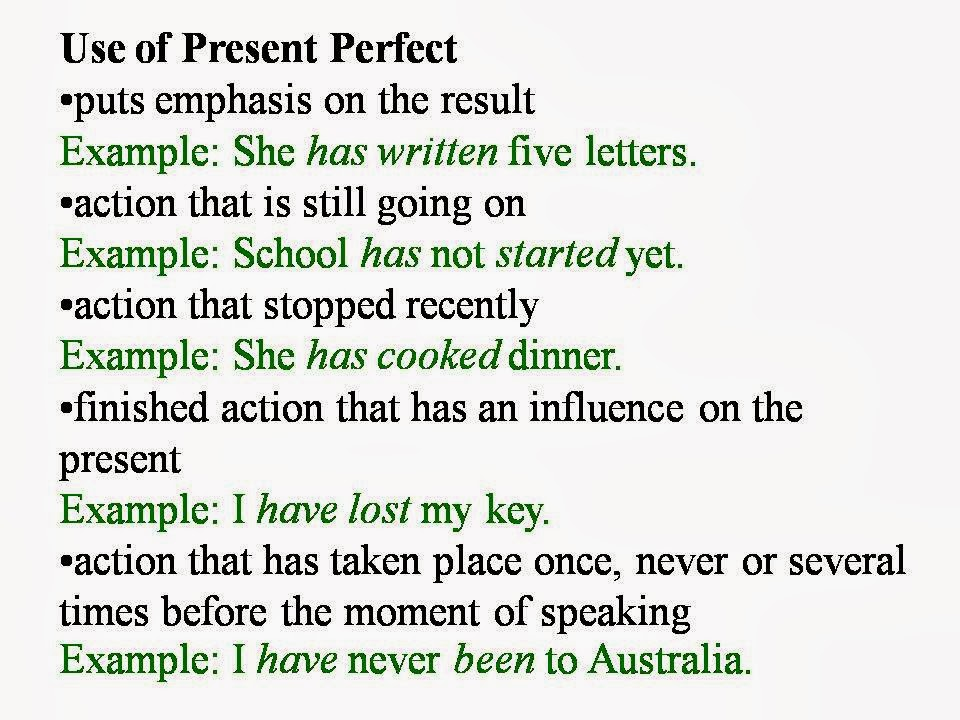 Use of Present Perfect
•puts emphasis on the result
Example: She has written five letters.
•action that is still going on
Example: School has not started yet.
•action that stopped recently
Example: She has cooked dinner.
•finished action that has an influence on the
present
Example: I have lost my key.
•action that has taken place once, never or several
times before the moment of speaking
Example: I have never been to Australia.